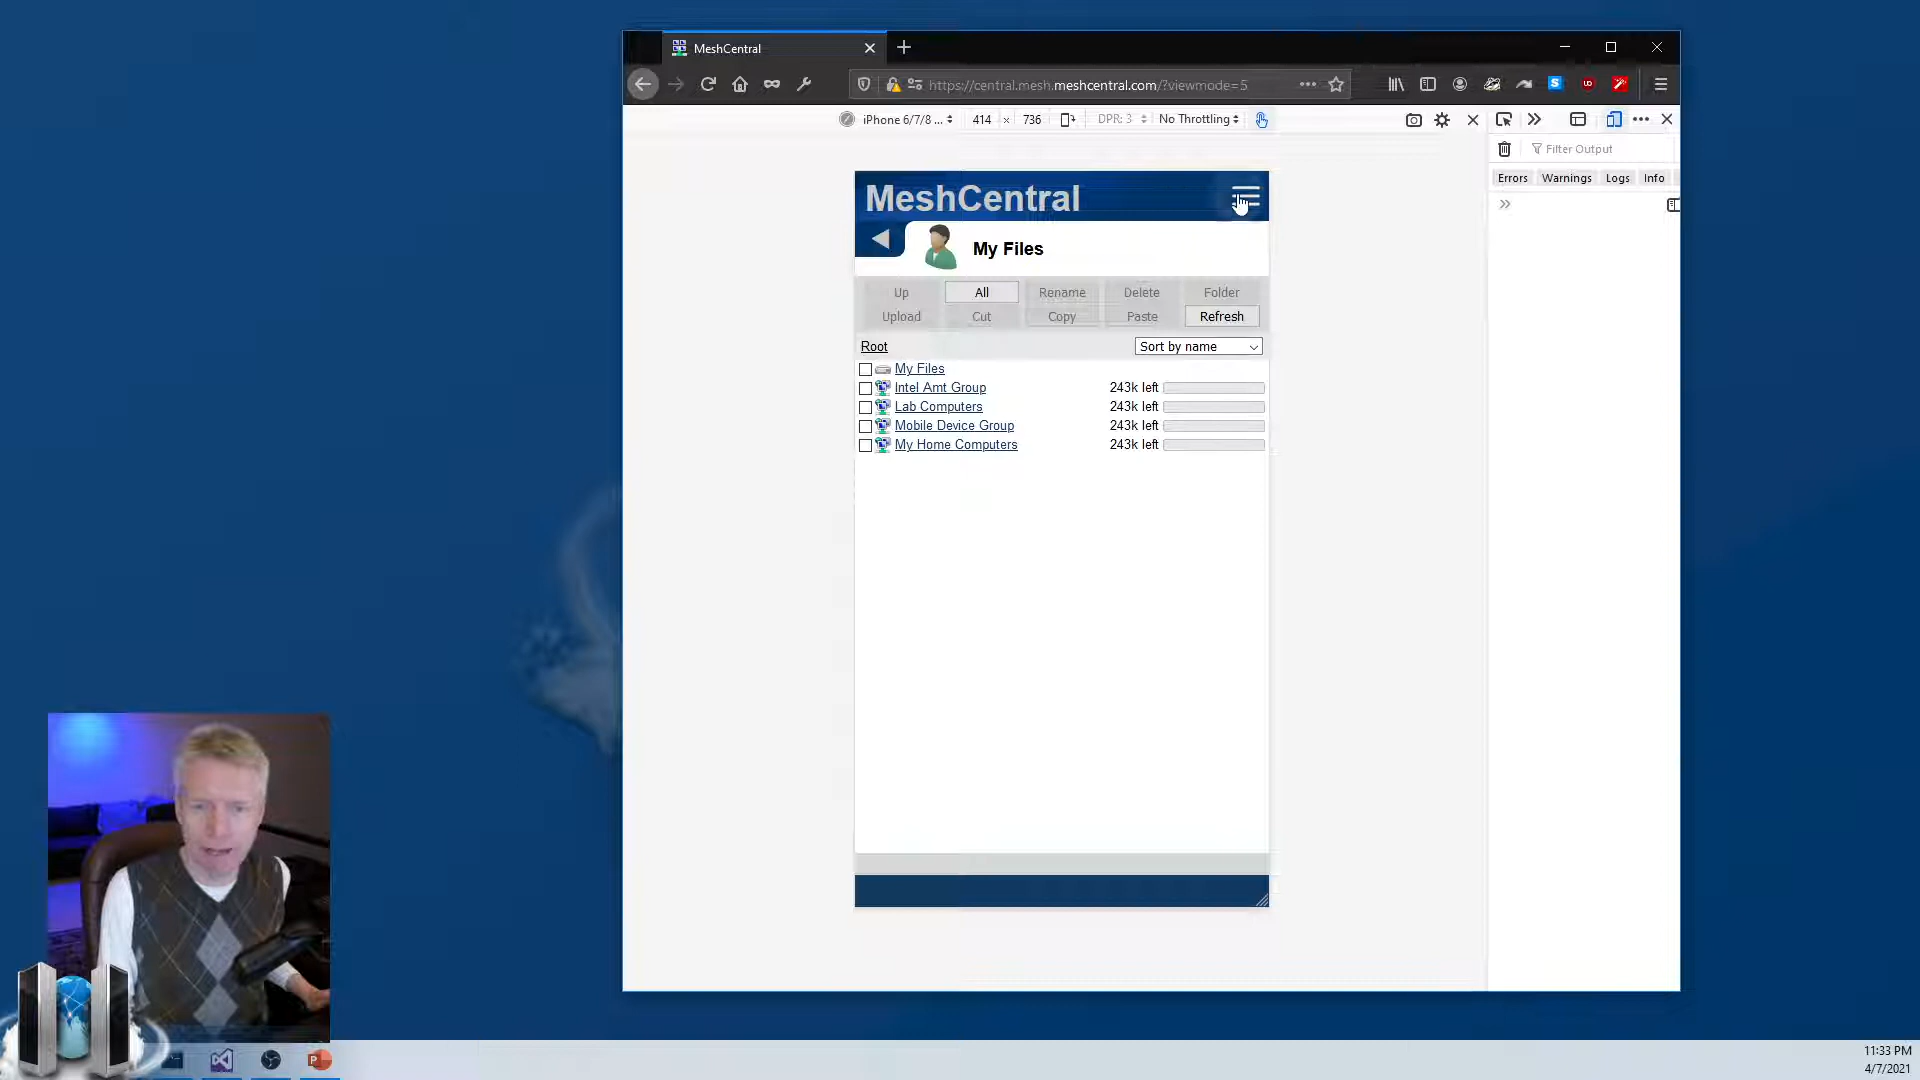 MeshCentral
https://central.mesh.meshcentral.com/?viewmode=5
iPhone 6/7/8 ... 414 × 736 DPR: 3 No Throttling
Filter Output
Errors Warnings Logs Info
MeshCentral
My Files
Up All Rename Delete Folder
Upload Cut Copy Paste Refresh
Root Sort by name
My Files
Intel Amt Group 243k left
Lab Computers 243k left
Mobile Device Group 243k left
My Home Computers 243k left
11:33 PM
4/7/2021